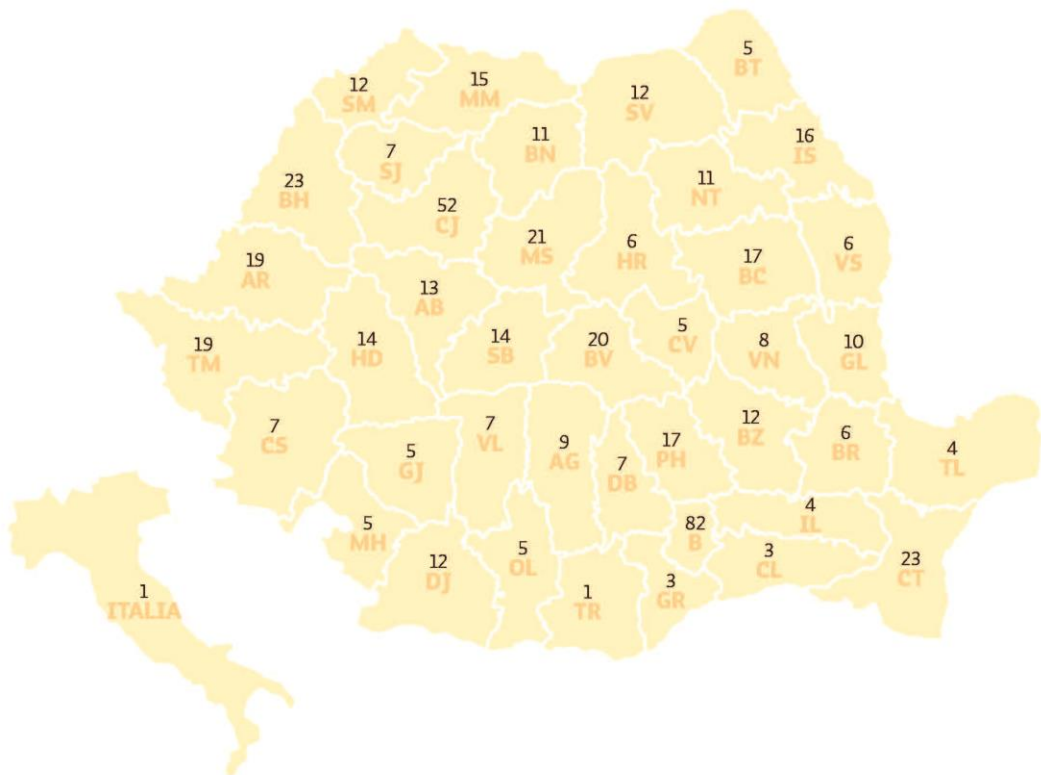 5
BT
12
SM
15
MM
12
SV
16
IS
11
BN
7
SJ
11
NT
23
BH
52
CJ
21
MS
6
HR
6
VS
17
BC
19
AR
13
AB
19
TM
14
HD
14
SB
20
BV
5
CV
8
VN
10
GL
7
CS
5
GJ
7
VL
9
AG
7
DB
17
PH
12
BZ
6
BR
4
TL
5
MH
12
DJ
5
OL
1
TR
3
GR
82
B
4
IL
3
CL
23
CT
1
ITALIA